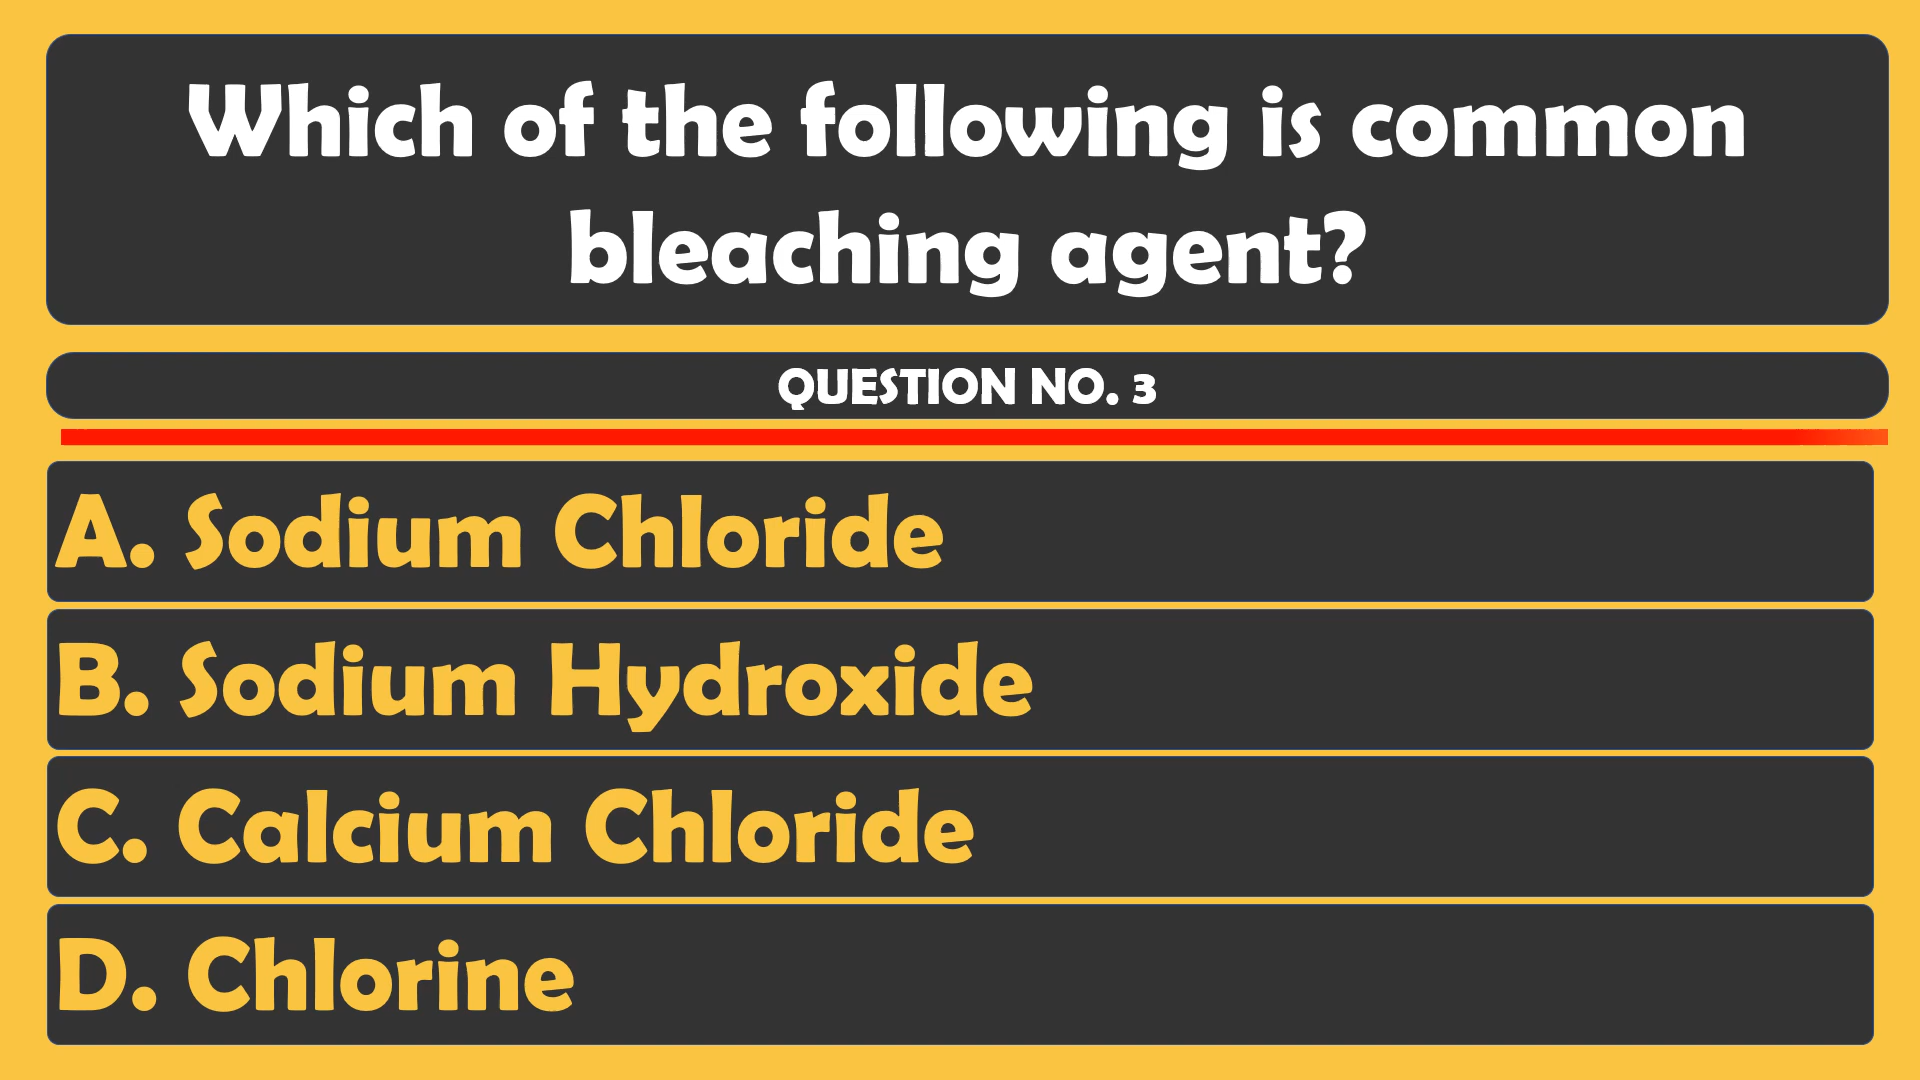 Which of the following is common
bleaching agent?
QUESTION NO. 3
A. Sodium Chloride
B. Sodium Hydroxide
C. Calcium Chloride
D. Chlorine